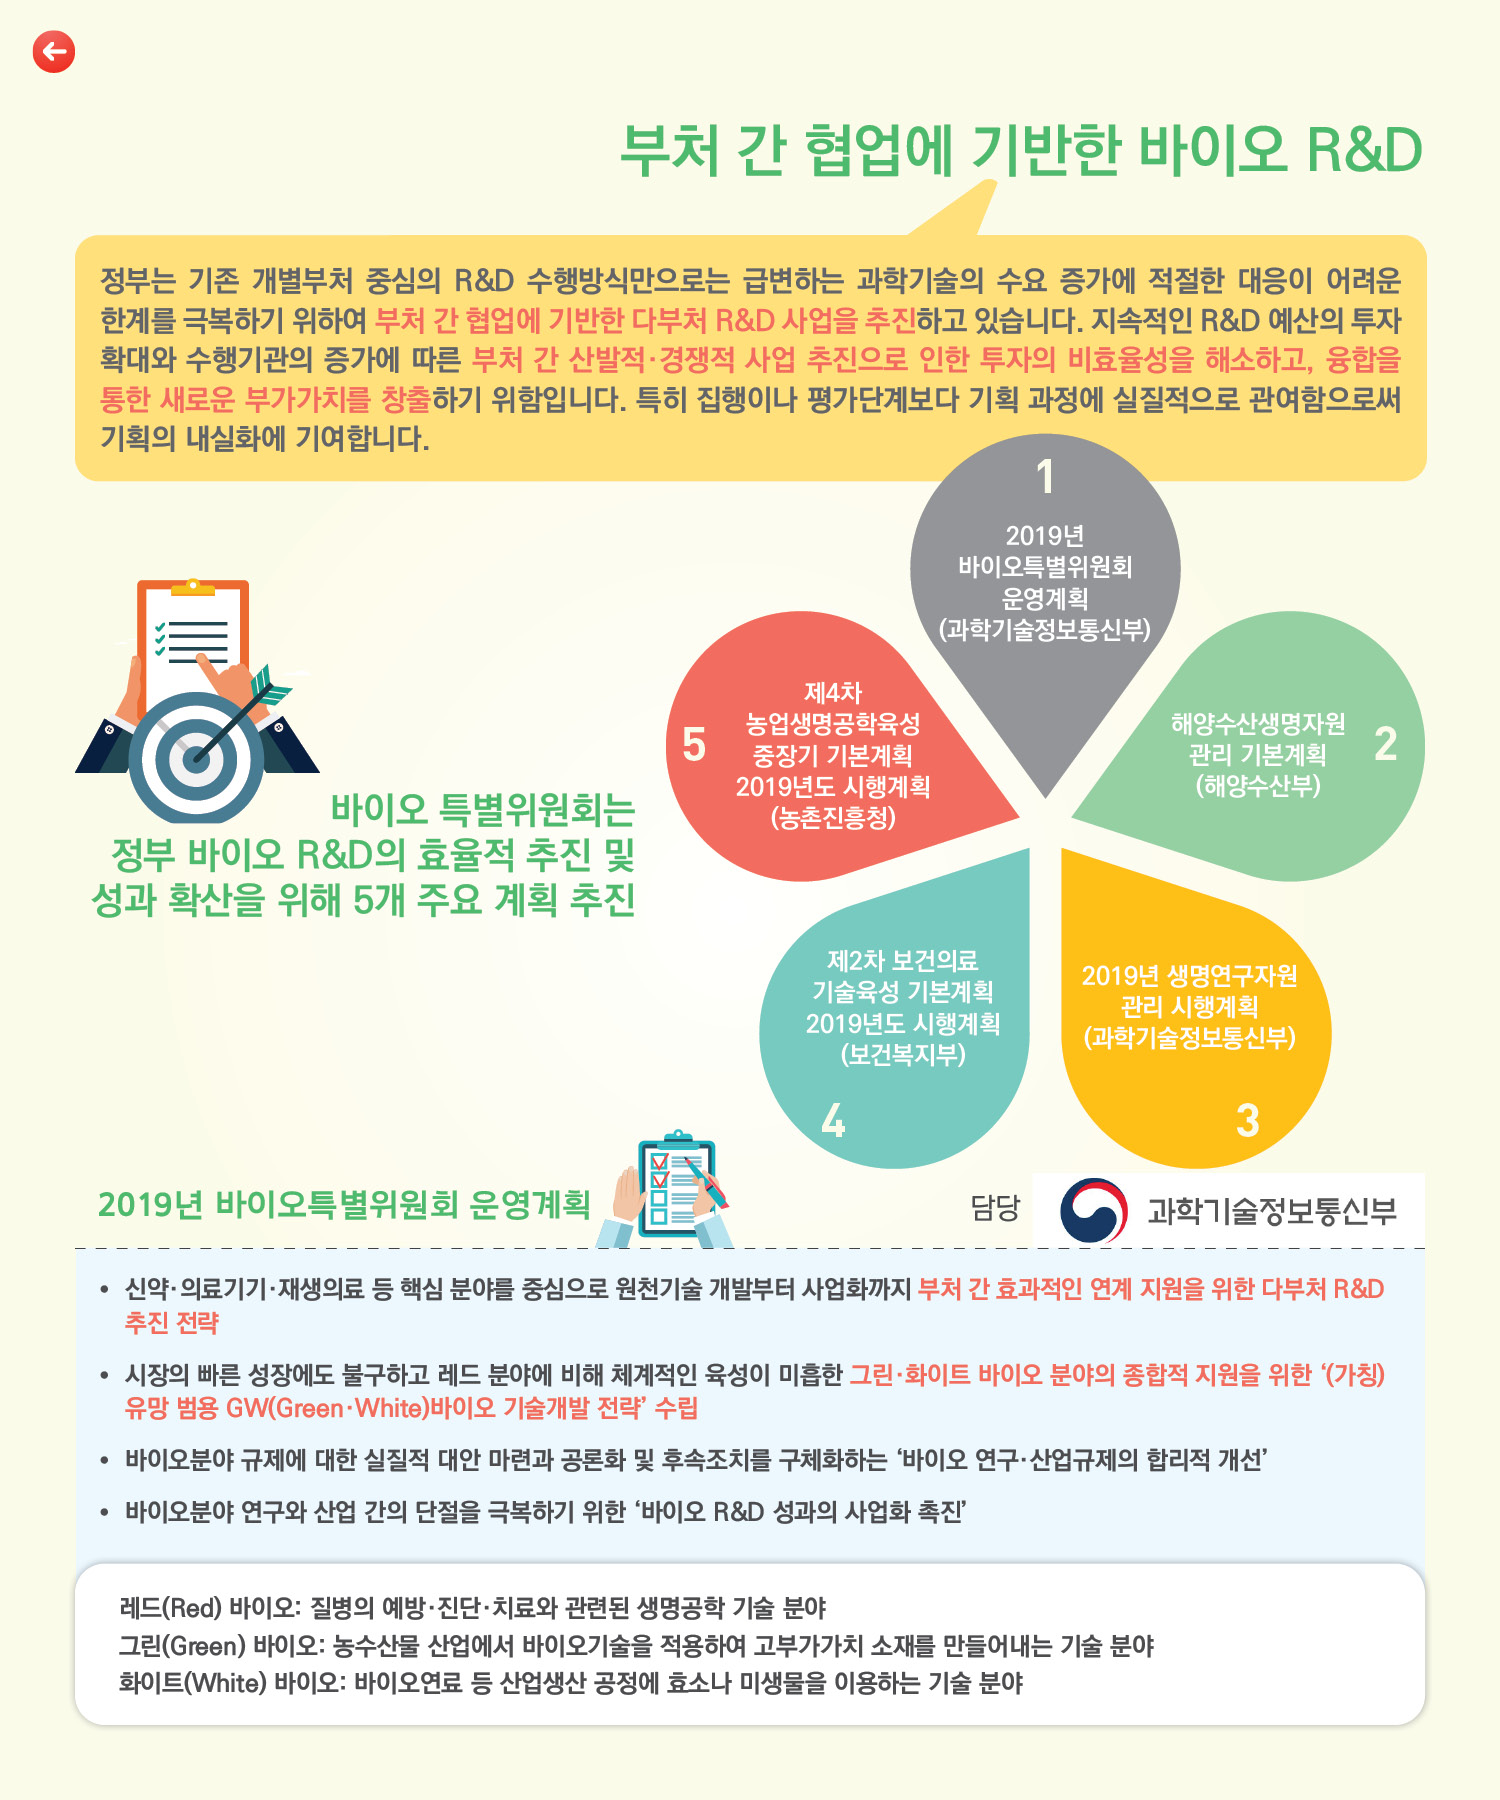 부처 간 협업에 기반한 바이오 R&D
정부는 기존 개별부처 중심의 R&D 수행방식만으로는 급변하는 과학기술의 수요 증가에 적절한 대응이 어려운
한계를 극복하기 위하여 부처 간 협업에 기반한 다부처 R&D 사업을 추진하고 있습니다. 지속적인 R&D 예산의 투자
확대와 수행기관의 증가에 따른 부처 간 산발적·경쟁적 사업 추진으로 인한 투자의 비효율성을 해소하고, 융합을
통한 새로운 부가가치를 창출하기 위함입니다. 특히 집행이나 평가단계보다 기획 과정에 실질적으로 관여함으로써
기획의 내실화에 기여합니다.
1
2019년
바이오특별위원회
운영계획
(과학기술정보통신부)
해양수산생명자원
관리 기본계획
(해양수산부)
2
2019년 생명연구자원
관리 시행계획
(과학기술정보통신부)
3
제2차 보건의료
기술육성 기본계획
2019년도 시행계획
(보건복지부)
4
5
제4차
농업생명공학육성
중장기 기본계획
2019년도 시행계획
(농촌진흥청)
바이오 특별위원회는
정부 바이오 R&D의 효율적 추진 및
성과 확산을 위해 5개 주요 계획 추진
2019년 바이오특별위원회 운영계획
담당
과학기술정보통신부
• 신약·의료기기·재생의료 등 핵심 분야를 중심으로 원천기술 개발부터 사업화까지 부처 간 효과적인 연계 지원을 위한 다부처 R&D
추진 전략
• 시장의 빠른 성장에도 불구하고 레드 분야에 비해 체계적인 육성이 미흡한 그린·화이트 바이오 분야의 종합적 지원을 위한 ‘(가칭)
유망 범용 GW(Green·White)바이오 기술개발 전략’ 수립
• 바이오분야 규제에 대한 실질적 대안 마련과 공론화 및 후속조치를 구체화하는 ‘바이오 연구·산업규제의 합리적 개선’
• 바이오분야 연구와 산업 간의 단절을 극복하기 위한 ‘바이오 R&D 성과의 사업화 촉진’
레드(Red) 바이오: 질병의 예방·진단·치료와 관련된 생명공학 기술 분야
그린(Green) 바이오: 농수산물 산업에서 바이오기술을 적용하여 고부가가치 소재를 만들어내는 기술 분야
화이트(White) 바이오: 바이오연료 등 산업생산 공정에 효소나 미생물을 이용하는 기술 분야